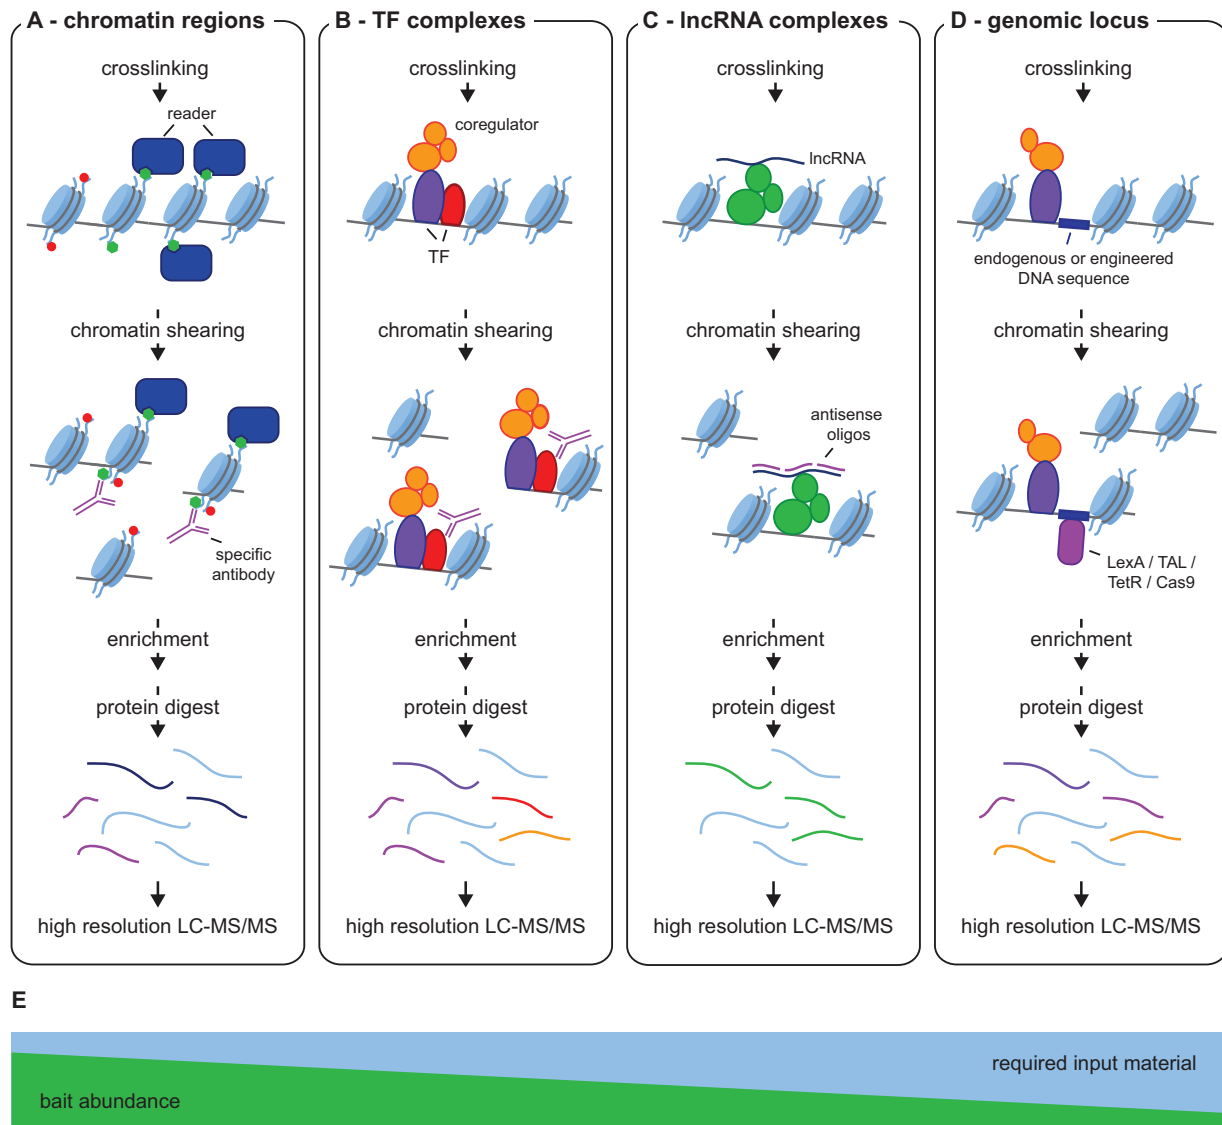 A - chromatin regions
crosslinking
reader
chromatin shearing
specific
antibody
enrichment
protein digest
high resolution LC-MS/MS
B - TF complexes
crosslinking
coregulator
TF
chromatin shearing
enrichment
protein digest
high resolution LC-MS/MS
C - lncRNA complexes
crosslinking
lncRNA
chromatin shearing
antisense
oligos
enrichment
protein digest
high resolution LC-MS/MS
D - genomic locus
crosslinking
endogenous or engineered
DNA sequence
chromatin shearing
LexA / TAL /
TetR / Cas9
enrichment
protein digest
high resolution LC-MS/MS
E
required input material
bait abundance